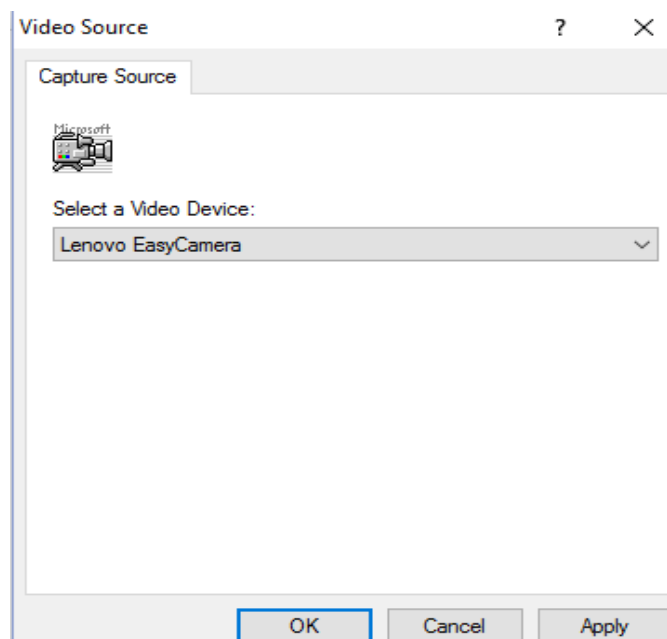 Video Source ?
Capture Source
Microsoft
Select a Video Device:
Lenovo EasyCamera
OK Cancel Apply